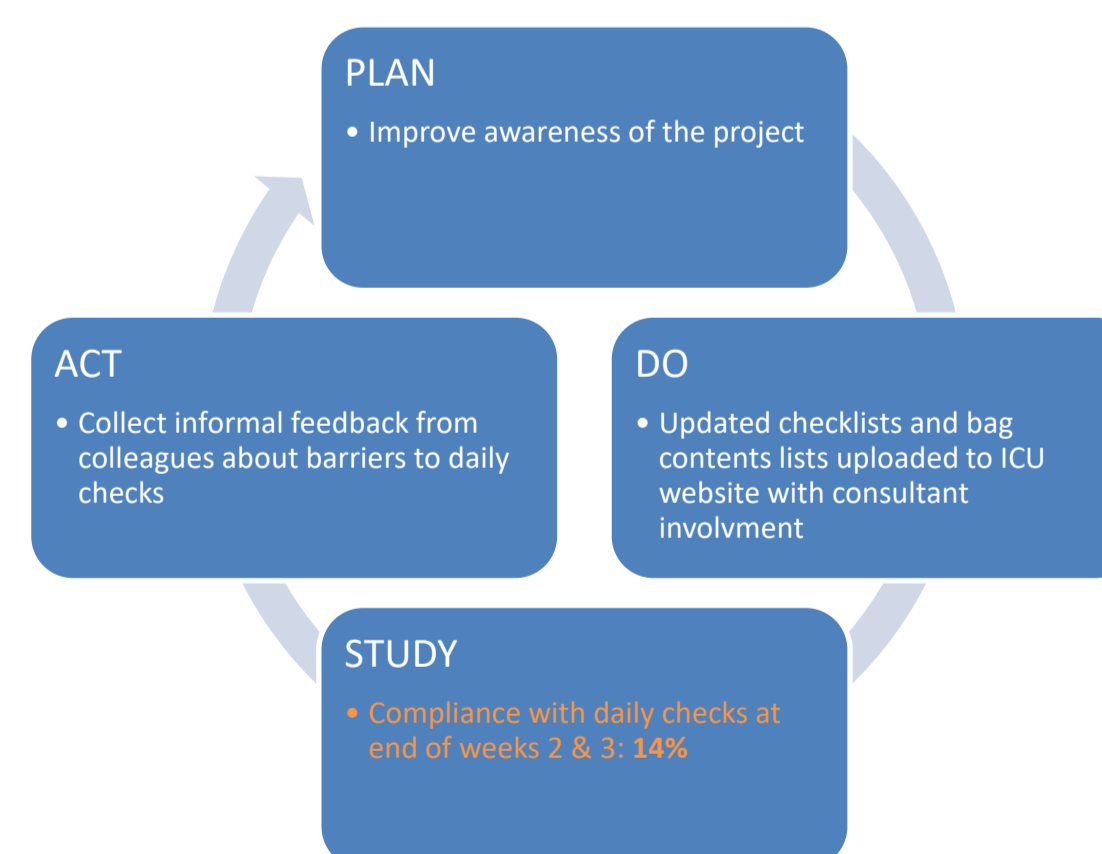 PLAN
• Improve awareness of the project
ACT
• Collect informal feedback from
colleagues about barriers to daily
checks
DO
• Updated checklists and bag
contents lists uploaded to ICU
website with consultant
involvment
STUDY
• Compliance with daily checks at
end of weeks 2 & 3: 14%